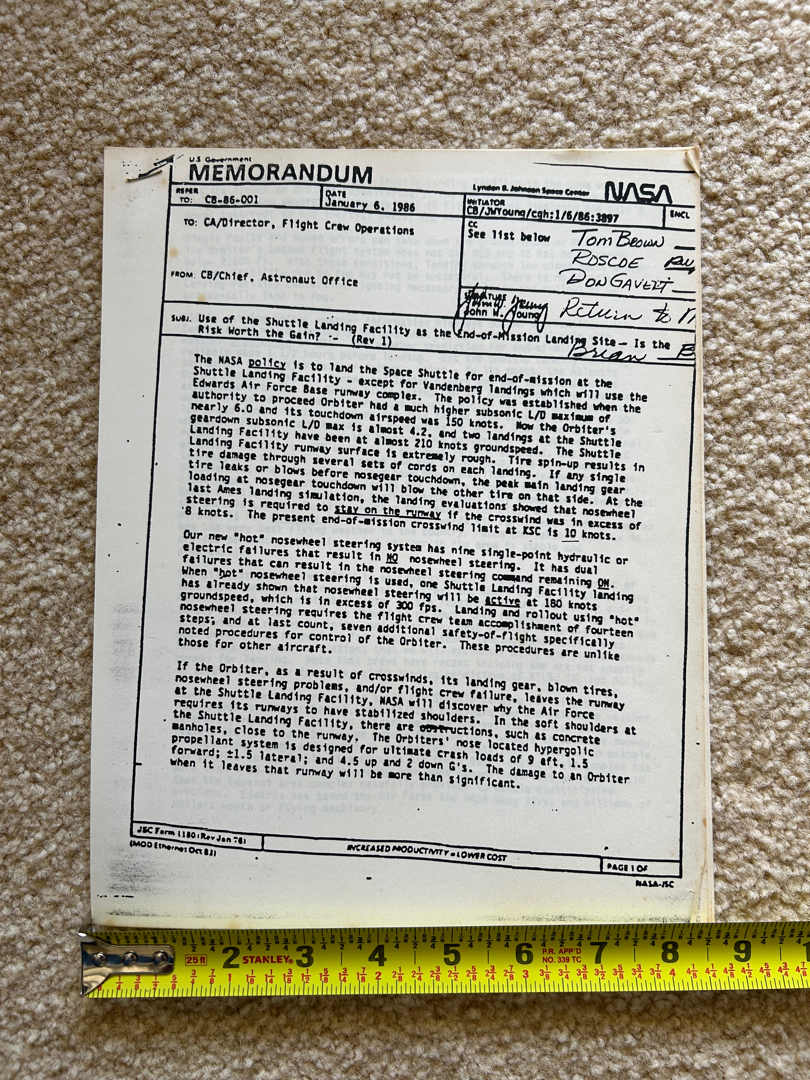 U.S Government
MEMORANDUM
Lyndon B. Johnson Space Center NASA
REFER TO: CB-86-001
DATE January 6, 1986
INITIATOR CB/JWYoung/cgh:1/6/86:3897
ENCL
TO: CA/Director, Flight Crew Operations
CC See list below
Tom Brown
Roscoe
Don Gavert
FROM: CB/Chief, Astronaut Office
SIGNATURE
John W. Young
Return to
SUBJ. Use of the Shuttle Landing Facility as the End-of-Mission Landing Site - Is the
Risk Worth the Gain? -- (Rev 1)
Brian
The NASA policy is to land the Space Shuttle for end-of-mission at the
Shuttle Landing Facility - except for Vandenberg landings which will use the
Edwards Air Force Base runway complex. The policy was established when the
authority to proceed Orbiter had a much higher subsonic L/D maximum of
nearly 6.0 and its touchdown airspeed was 150 knots. Now the Orbiter's
geardown subsonic L/D max is almost 4.2, and two landings at the Shuttle
Landing Facility have been at almost 210 knots groundspeed. The Shuttle
Landing Facility runway surface is extremely rough. Tire spin-up results in
tire damage through several sets of cords on each landing. If any single
tire leaks or blows before nosegear touchdown, the peak main landing gear
loading at nosegear touchdown will blow the other tire on that side. At the
last Ames landing simulation, the landing evaluations showed that nosewheel
steering is required to stay on the runway if the crosswind was in excess of
8 knots. The present end-of-mission crosswind limit at KSC is 10 knots.
Our new "hot" nosewheel steering system has nine single-point hydraulic or
electric failures that result in NO nosewheel steering. It has dual
failures that can result in the nosewheel steering command remaining ON.
When "hot" nosewheel steering is used, one Shuttle Landing Facility landing
has already shown that nosewheel steering will be active at 180 knots
groundspeed, which is in excess of 300 fps. Landing and rollout using "hot"
nosewheel steering requires the flight crew team accomplishment of fourteen
steps; and at last count, seven additional safety-of-flight specifically
noted procedures for control of the Orbiter. These procedures are unlike
those for other aircraft.
If the Orbiter, as a result of crosswinds, its landing gear, blown tires,
nosewheel steering problems, and/or flight crew failure, leaves the runway
at the Shuttle Landing Facility, NASA will discover why the Air Force
requires its runways to have stabilized shoulders. In the soft shoulders at
the Shuttle Landing Facility, there are obstructions, such as concrete
manholes, close to the runway. The Orbiters' nose located hypergolic
propellant system is designed for ultimate crash loads of 9 aft, 1.5
forward; ±1.5 lateral; and 4.5 up and 2 down G's. The damage to an Orbiter
when it leaves that runway will be more than significant.
JSC Form 1180 (Rev Jan 76)
(MOD Ethernet Oct 83)
INCREASED PRODUCTIVITY = LOWER COST
PAGE 1 OF
NASA-JSC
25 ft 2 STANLEY® 3 4 5 6 P.R. APP'D NO. 339 TC 7 8 9